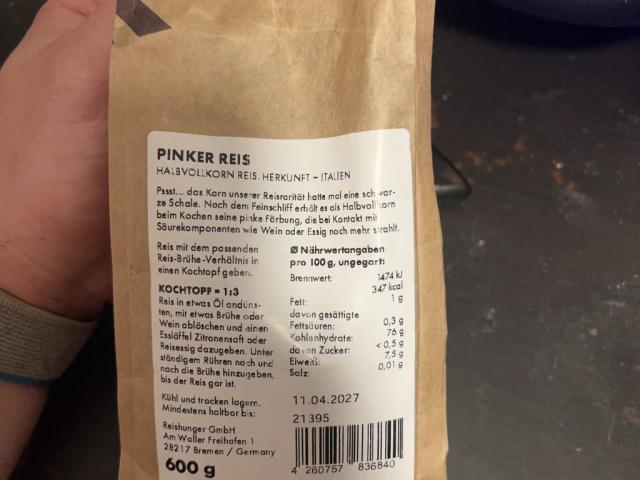 PINKER REIS
HALBVOLLKORN REIS. HERKUNFT – ITALIEN
Pssst... das Korn unserer Reisrarität hatte mal eine schwar-
ze Schale. Nach dem Feinschliff erhält es als Halbvollkorn
beim Kochen seine pinke Färbung, die bei Kontakt mit
Säurekomponenten wie Wein oder Essig noch mehr strahlt.
Reis mit dem passenden
Reis-Brühe-Verhältnis in
einen Kochtopf geben.
KOCHTOPF = 1:3
Reis in etwas Öl andüns-
ten, mit etwas Brühe oder
Wein ablöschen und einen
Esslöffel Zitronensaft oder
Reisessig dazugeben. Unter
ständigem Rühren nach und
nach die Brühe hinzugeben,
bis der Reis gar ist.
Ø Nährwertangaben
pro 100 g, ungegart:
Brennwert: 1474 kJ
347 kcal
Fett: 1 g
davon gesättigte
Fettsäuren: 0,3 g
Kohlenhydrate: 76 g
davon Zucker: < 0,5 g
Eiweiß: 7,5 g
Salz: 0,01 g
Kühl und trocken lagern.
Mindestens haltbar bis:
11.04.2027
21395
Reishunger GmbH
Am Waller Freihafen 1
28217 Bremen / Germany
600 g
4 260757 836840